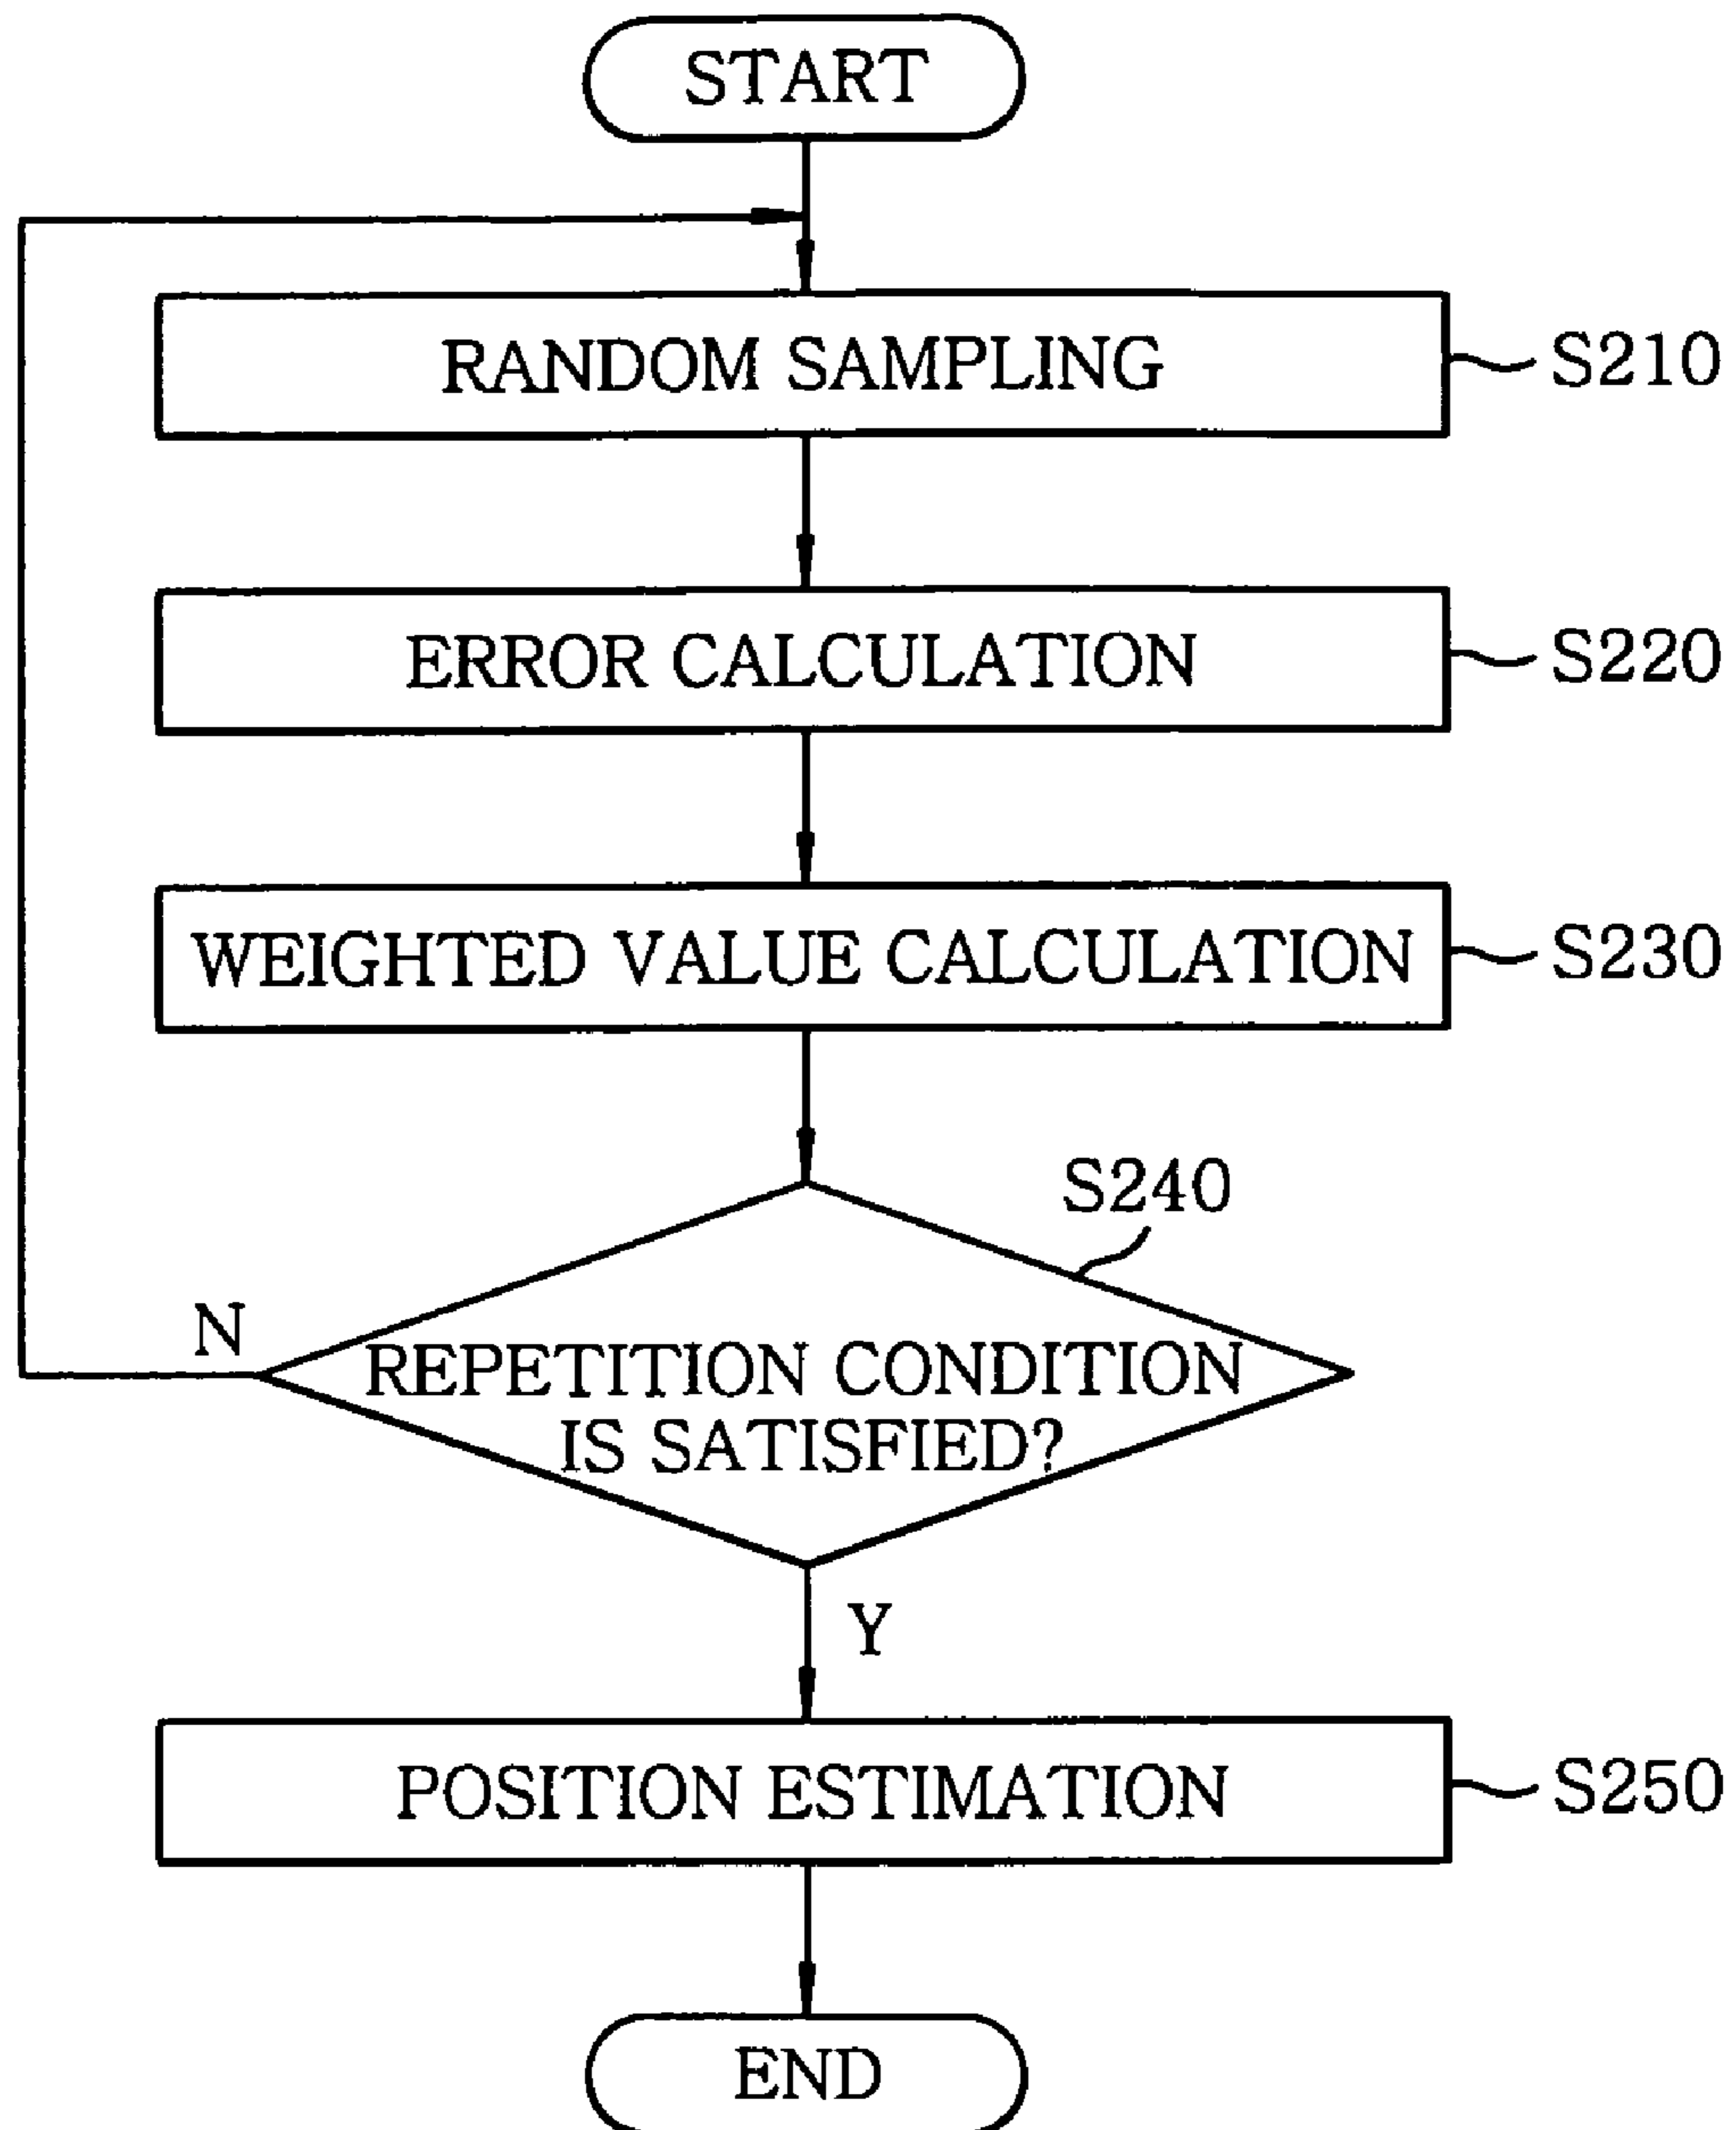 START
RANDOM SAMPLING
S210
ERROR CALCULATION
S220
WEIGHTED VALUE CALCULATION
S230
S240
N
REPETITION CONDITION
IS SATISFIED?
Y
POSITION ESTIMATION
S250
END